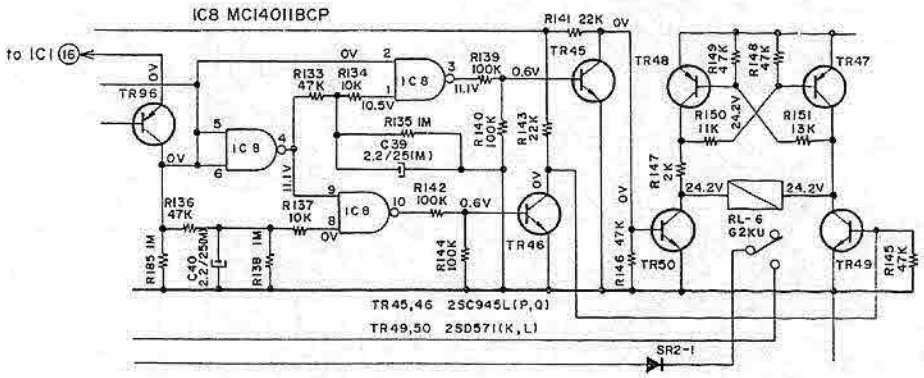 IC8 MC14011BCP
to IC1 16
TR96
0V
0V
5
6
IC8
4
11.1V
0V
2
1
IC8
3
11.1V
R133
47K
R134
10K
10.5V
R135 1M
C39
2.2/25(M)
R139
100K
0.6V
R140
100K
R141 22K
0V
TR45
R143
22K
0V
0V
R136
47K
R185 1M
C40
2.2/25(M)
R138 1M
R137
10K
9
8
0V
IC8
10
R142
100K
0.6V
R144
100K
TR46
R146 47K
TR48
R149
47K
24.2V
R148
47K
TR47
R150
11K
R151
13K
R147
2K
24.2V
24.2V
RL-6
G2KU
TR50
TR49
R145
47K
TR45,46 2SC945L(P,Q)
TR49,50 2SD571(K,L)
SR2-1